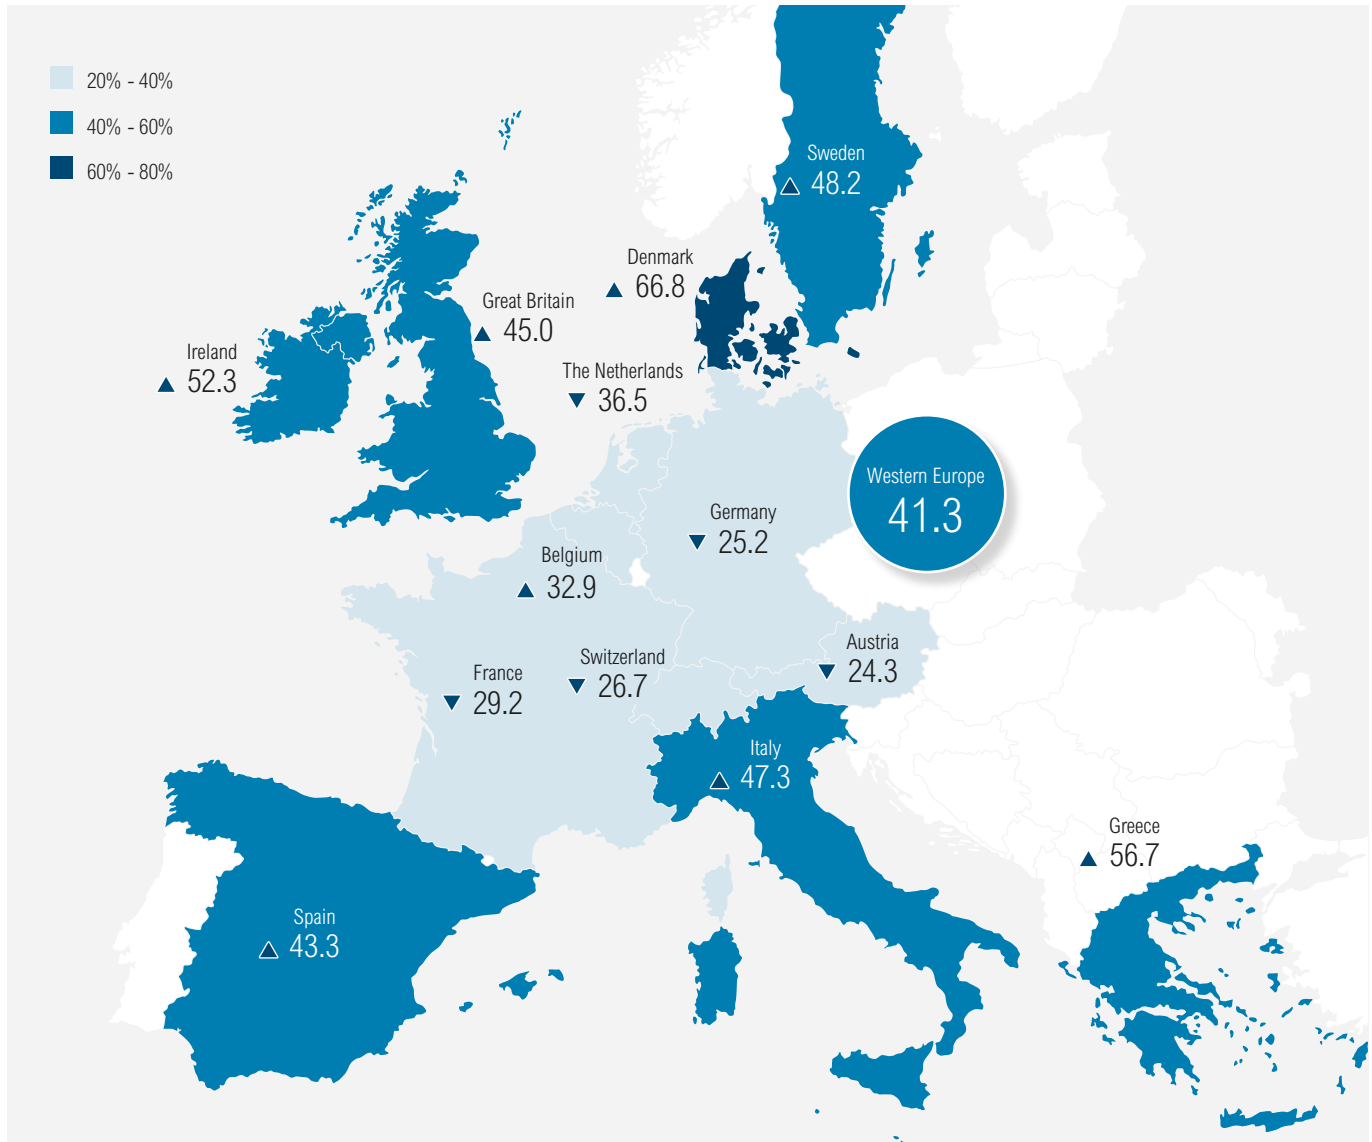 20% - 40%
40% - 60%
60% - 80%
Sweden
▲ 48.2
Denmark
▲ 66.8
Great Britain
▲ 45.0
Ireland
▲ 52.3
The Netherlands
▼ 36.5
Western Europe
41.3
Germany
▼ 25.2
Belgium
▲ 32.9
Austria
▼ 24.3
Switzerland
▼ 26.7
France
▼ 29.2
Italy
▲ 47.3
Greece
▲ 56.7
Spain
▲ 43.3